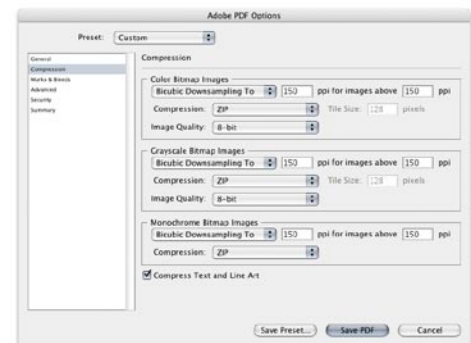 Adobe PDF Options
Preset: Custom
General
Compression
Marks & Bleeds
Advanced
Security
Summary
Compression
Color Bitmap Images
Bicubic Downsampling To 150 ppi for images above 150 ppi
Compression: ZIP Tile Size: 128 pixels
Image Quality: 8-bit
Grayscale Bitmap Images
Bicubic Downsampling To 150 ppi for images above 150 ppi
Compression: ZIP Tile Size: 128 pixels
Image Quality: 8-bit
Monochrome Bitmap Images
Bicubic Downsampling To 150 ppi for images above 150 ppi
Compression: ZIP
Compress Text and Line Art
Save Preset... Save PDF Cancel